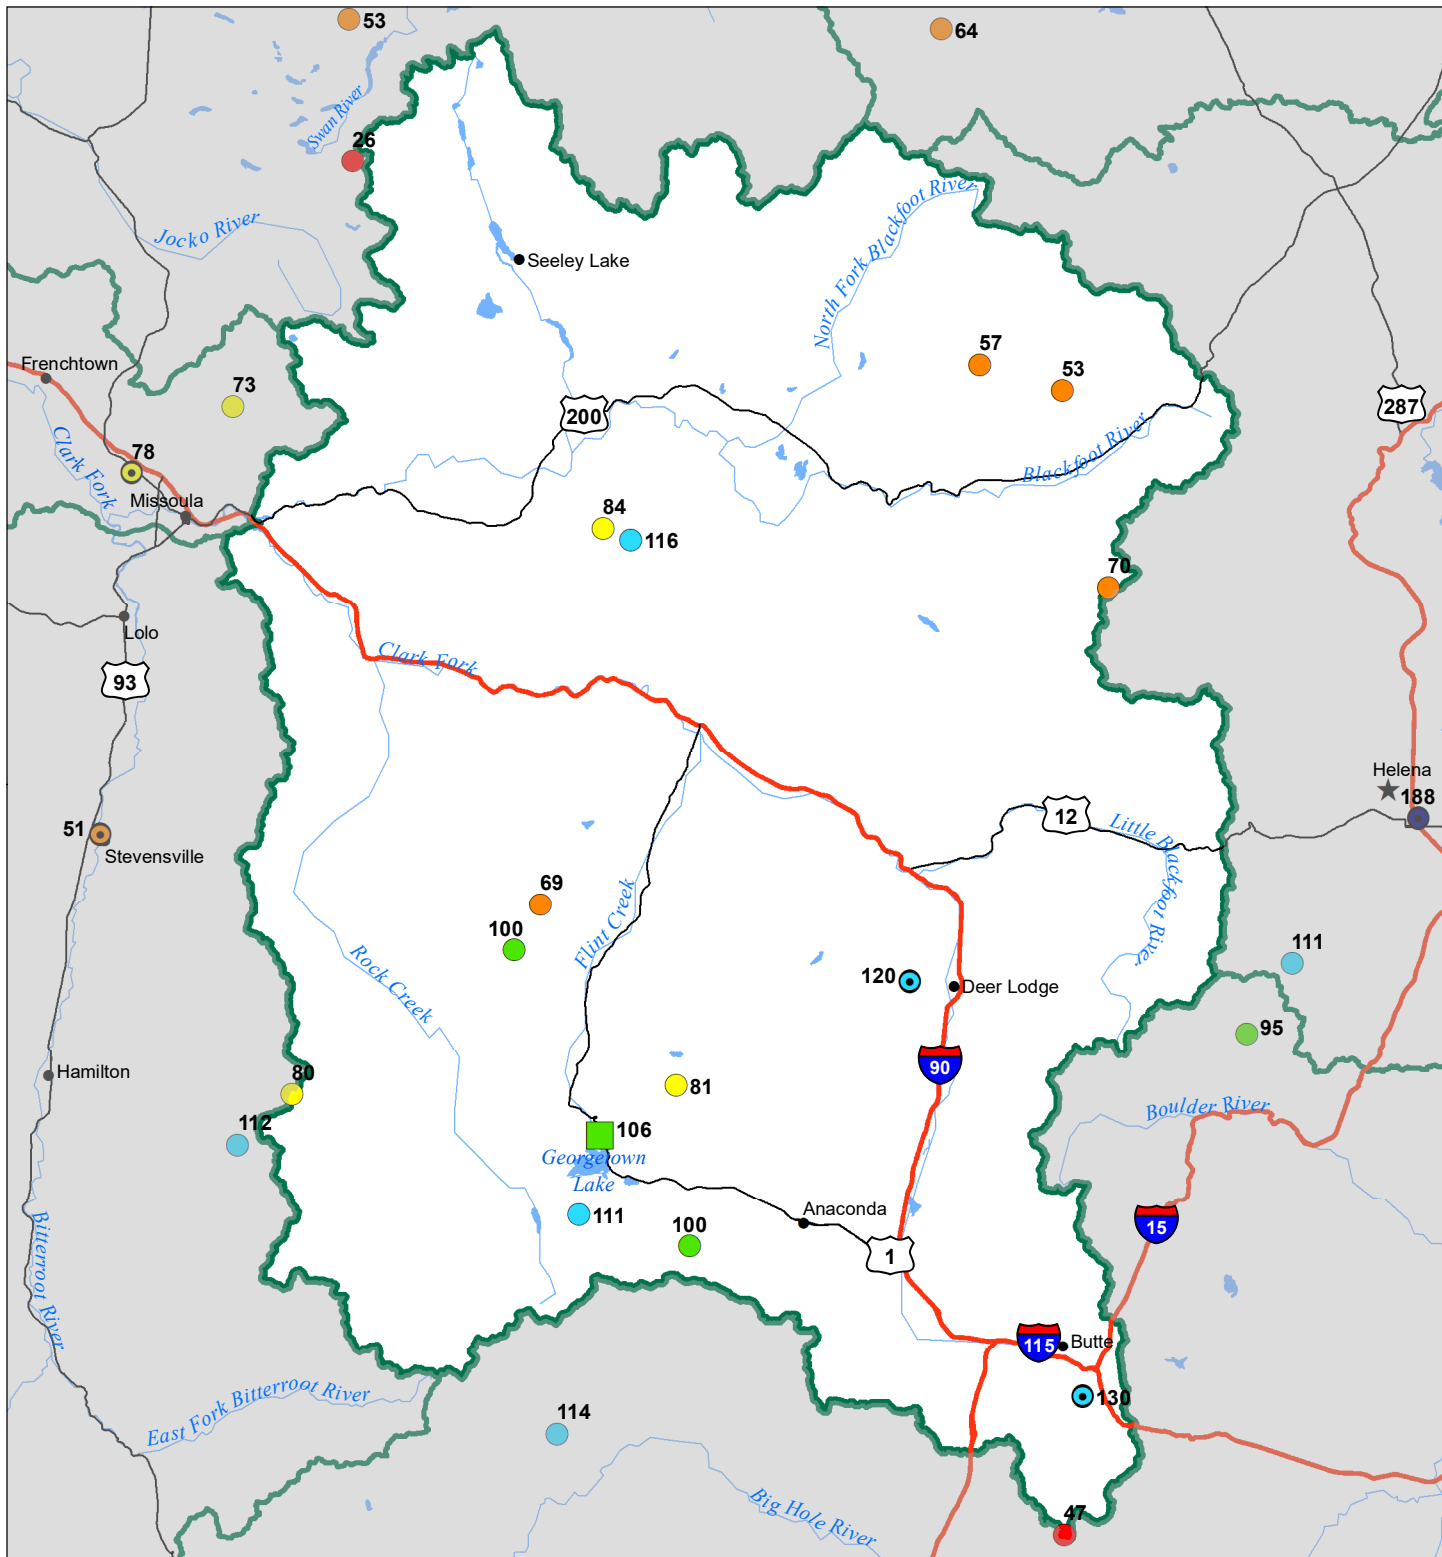 53
64
Swan River
26
Jocko River
North Fork Blackfoot River
Seeley Lake
Frenchtown
73
57
53
200
287
Clark Fork
78
Missoula
Blackfoot River
84
116
70
Lolo
93
Clark Fork
Helena
188
12
Little Blackfoot River
51
Stevensville
69
100
Flint Creek
Rock Creek
120
Deer Lodge
111
95
90
Hamilton
80
81
112
106
Georgetown
Lake
Boulder River
111
100
Anaconda
1
15
Bitterroot River
115
Butte
130
East Fork Bitterroot River
114
Big Hole River
47